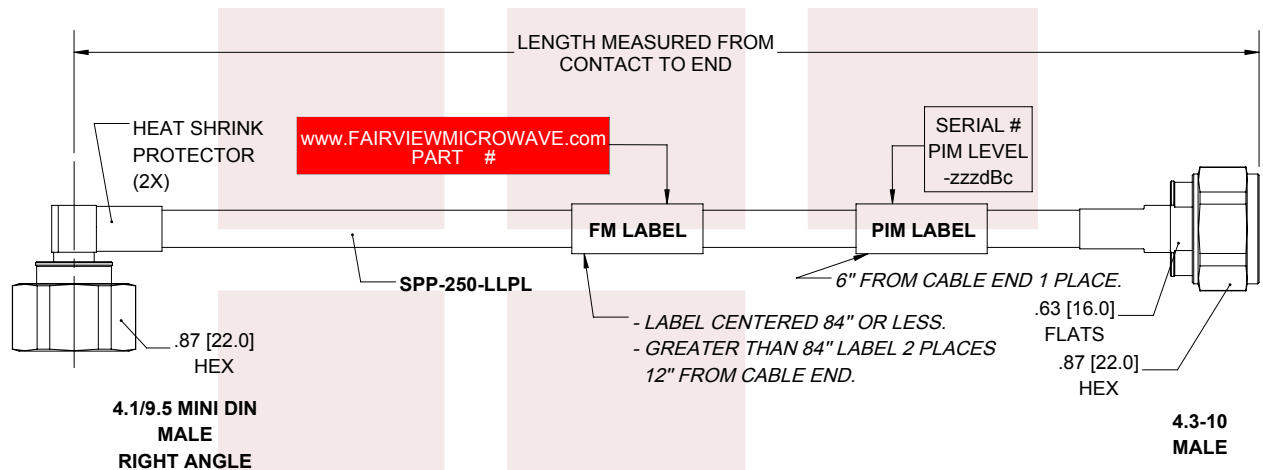 LENGTH MEASURED FROM
CONTACT TO END
HEAT SHRINK
PROTECTOR
(2X)
www.FAIRVIEWMICROWAVE.com
PART #
SERIAL #
PIM LEVEL
-zzzdBc
FM LABEL
PIM LABEL
SPP-250-LLPL
6" FROM CABLE END 1 PLACE.
- LABEL CENTERED 84" OR LESS.
- GREATER THAN 84" LABEL 2 PLACES
12" FROM CABLE END.
.63 [16.0]
FLATS
.87 [22.0]
HEX
.87 [22.0]
HEX
4.1/9.5 MINI DIN
MALE
RIGHT ANGLE
4.3-10
MALE